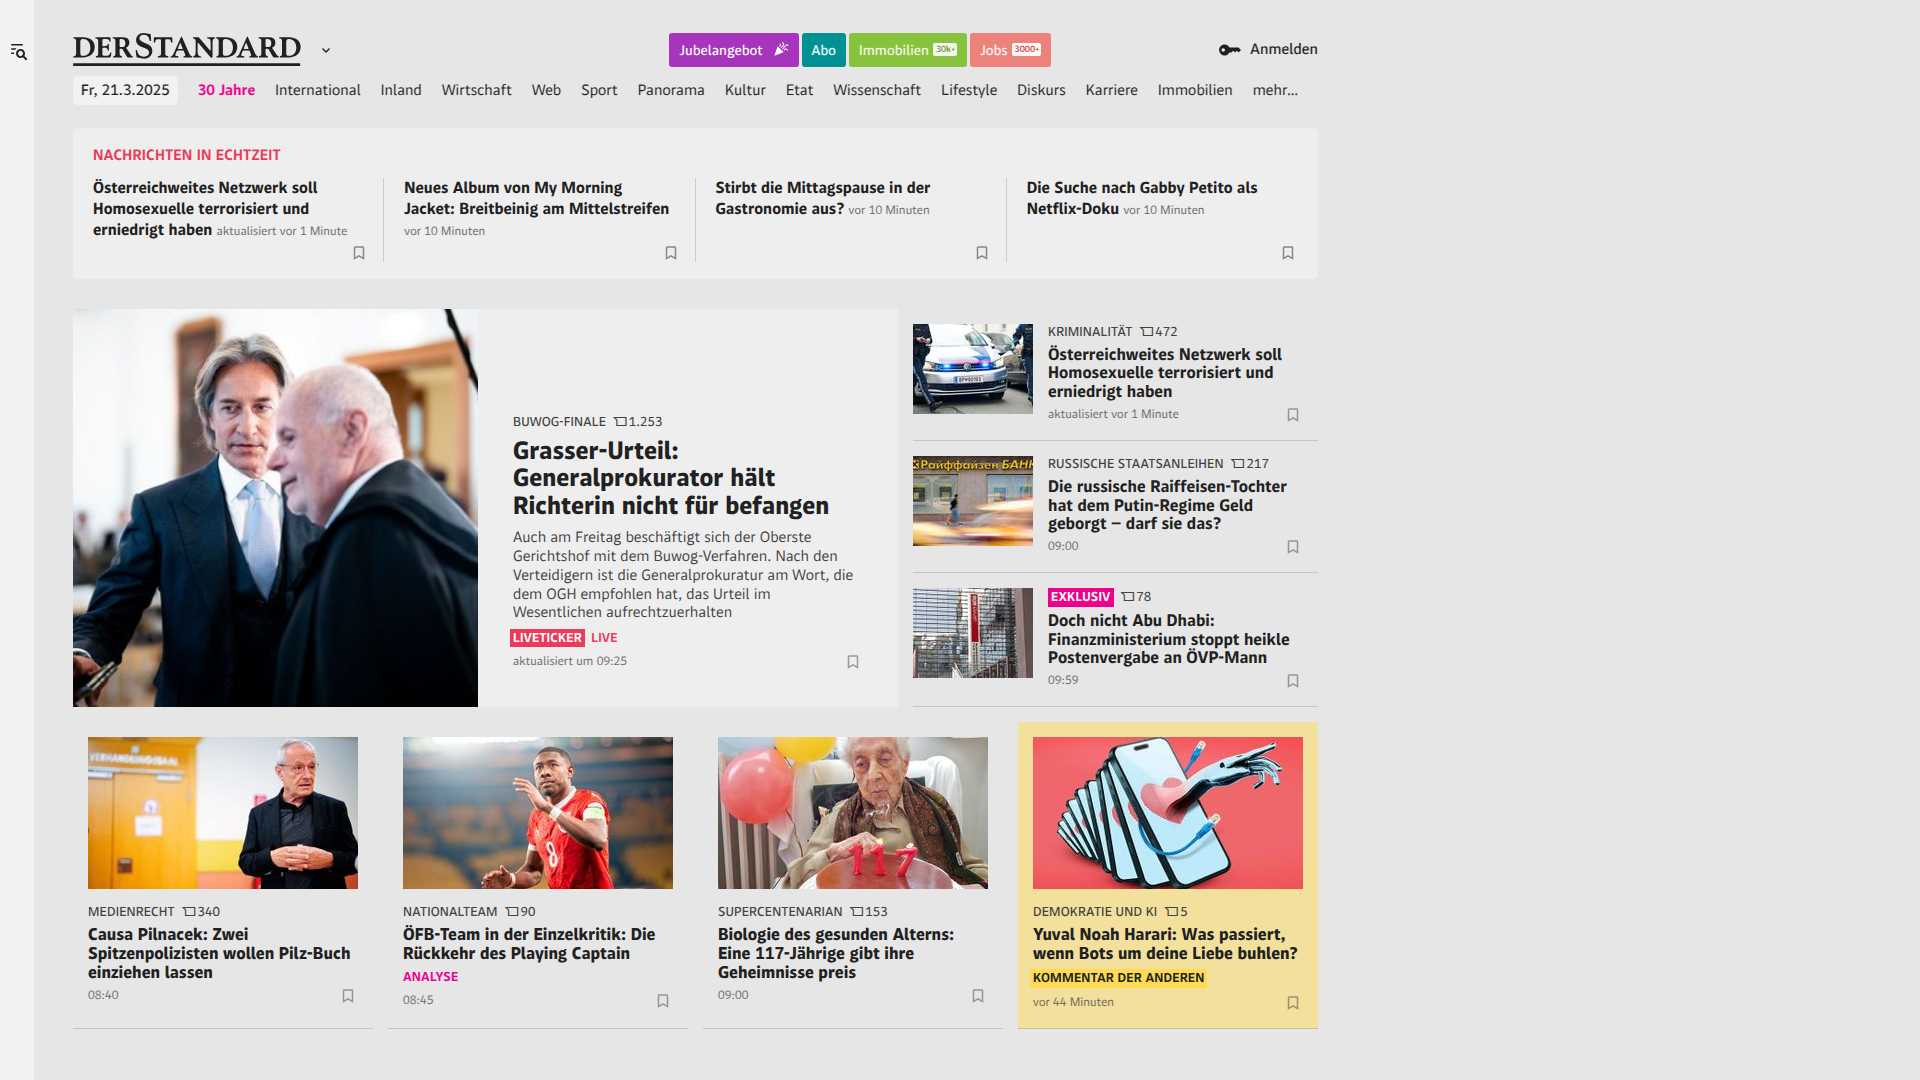 DERSTANDARD
Jubelangebot
Abo
Immobilien 30k+
Jobs 3000+
Anmelden
Fr, 21.3.2025
30 Jahre
International
Inland
Wirtschaft
Web
Sport
Panorama
Kultur
Etat
Wissenschaft
Lifestyle
Diskurs
Karriere
Immobilien
mehr...
NACHRICHTEN IN ECHTZEIT
Österreichweites Netzwerk soll
Homosexuelle terrorisiert und
erniedrigt haben aktualisiert vor 1 Minute
Neues Album von My Morning
Jacket: Breitbeinig am Mittelstreifen
vor 10 Minuten
Stirbt die Mittagspause in der
Gastronomie aus? vor 10 Minuten
Die Suche nach Gabby Petito als
Netflix-Doku vor 10 Minuten
BUWOG-FINALE 1.253
Grasser-Urteil:
Generalprokurator hält
Richterin nicht für befangen
Auch am Freitag beschäftigt sich der Oberste
Gerichtshof mit dem Buwog-Verfahren. Nach den
Verteidigern ist die Generalprokuratur am Wort, die
dem OGH empfohlen hat, das Urteil im
Wesentlichen aufrechtzuerhalten
LIVETICKER LIVE
aktualisiert um 09:25
KRIMINALITÄT 472
Österreichweites Netzwerk soll
Homosexuelle terrorisiert und
erniedrigt haben
aktualisiert vor 1 Minute
Райффайзен БАНК
RUSSISCHE STAATSANLEIHEN 217
Die russische Raiffeisen-Tochter
hat dem Putin-Regime Geld
geborgt – darf sie das?
09:00
EXKLUSIV 78
Doch nicht Abu Dhabi:
Finanzministerium stoppt heikle
Postenvergabe an ÖVP-Mann
09:59
MEDIENRECHT 340
Causa Pilnacek: Zwei
Spitzenpolizisten wollen Pilz-Buch
einziehen lassen
08:40
8
NATIONALTEAM 90
ÖFB-Team in der Einzelkritik: Die
Rückkehr des Playing Captain
ANALYSE
08:45
117
SUPERCENTENARIAN 153
Biologie des gesunden Alterns:
Eine 117-Jährige gibt ihre
Geheimnisse preis
09:00
DEMOKRATIE UND KI 5
Yuval Noah Harari: Was passiert,
wenn Bots um deine Liebe buhlen?
KOMMENTAR DER ANDEREN
vor 44 Minuten